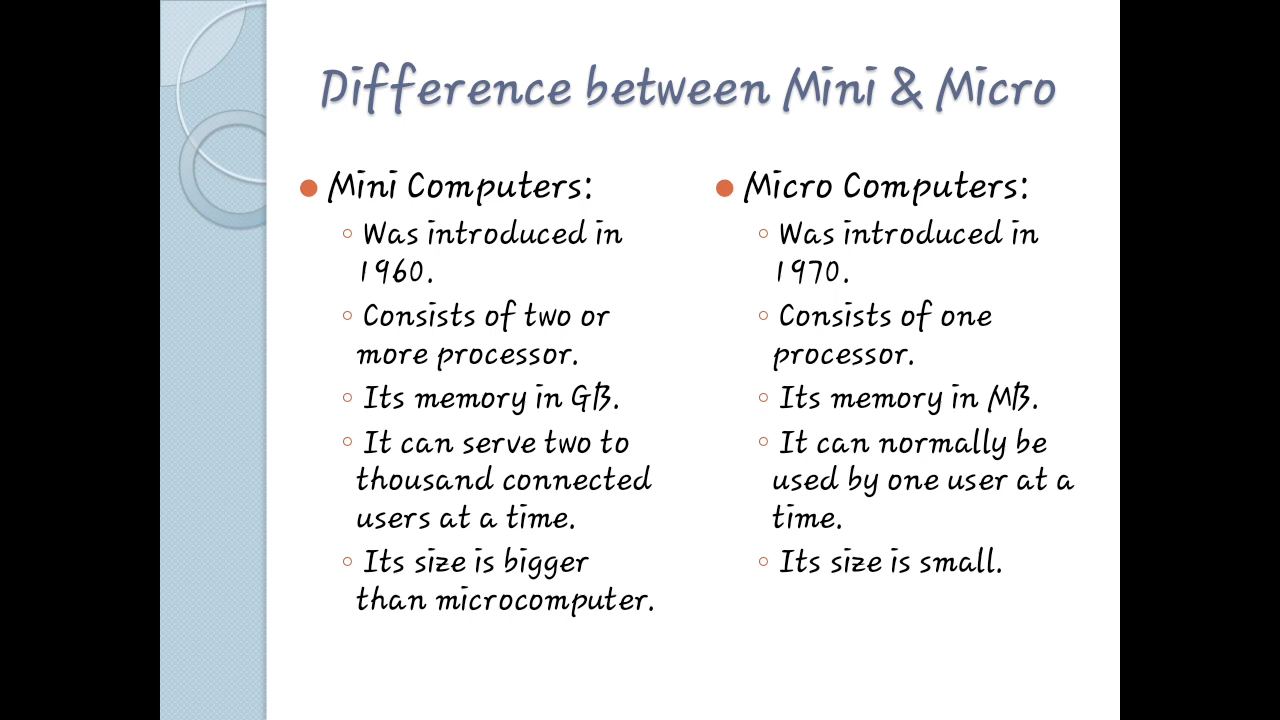 Difference between Mini & Micro
Mini Computers:
Was introduced in
1960.
Consists of two or
more processor.
Its memory in GB.
It can serve two to
thousand connected
users at a time.
Its size is bigger
than microcomputer.
Micro Computers:
Was introduced in
1970.
Consists of one
processor.
Its memory in MB.
It can normally be
used by one user at a
time.
Its size is small.